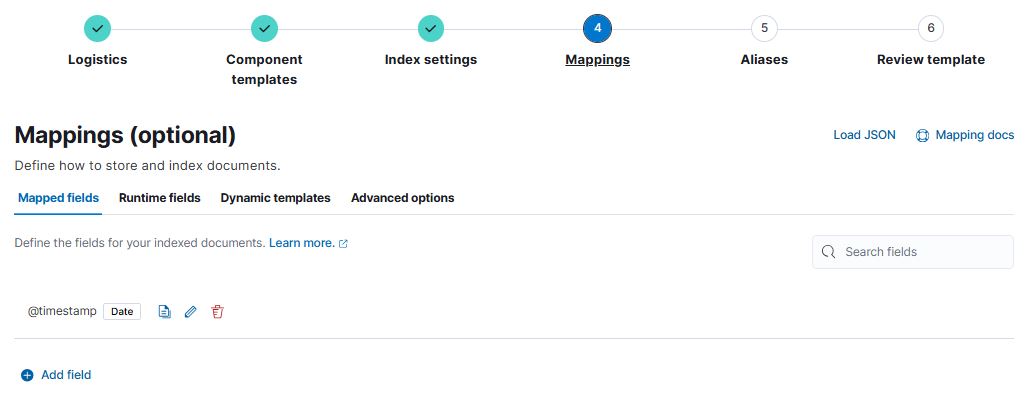 4 5 6
Logistics Component templates Index settings Mappings Aliases Review template
Mappings (optional) Load JSON Mapping docs
Define how to store and index documents.
Mapped fields Runtime fields Dynamic templates Advanced options
Define the fields for your indexed documents. Learn more. Search fields
@timestamp Date
Add field